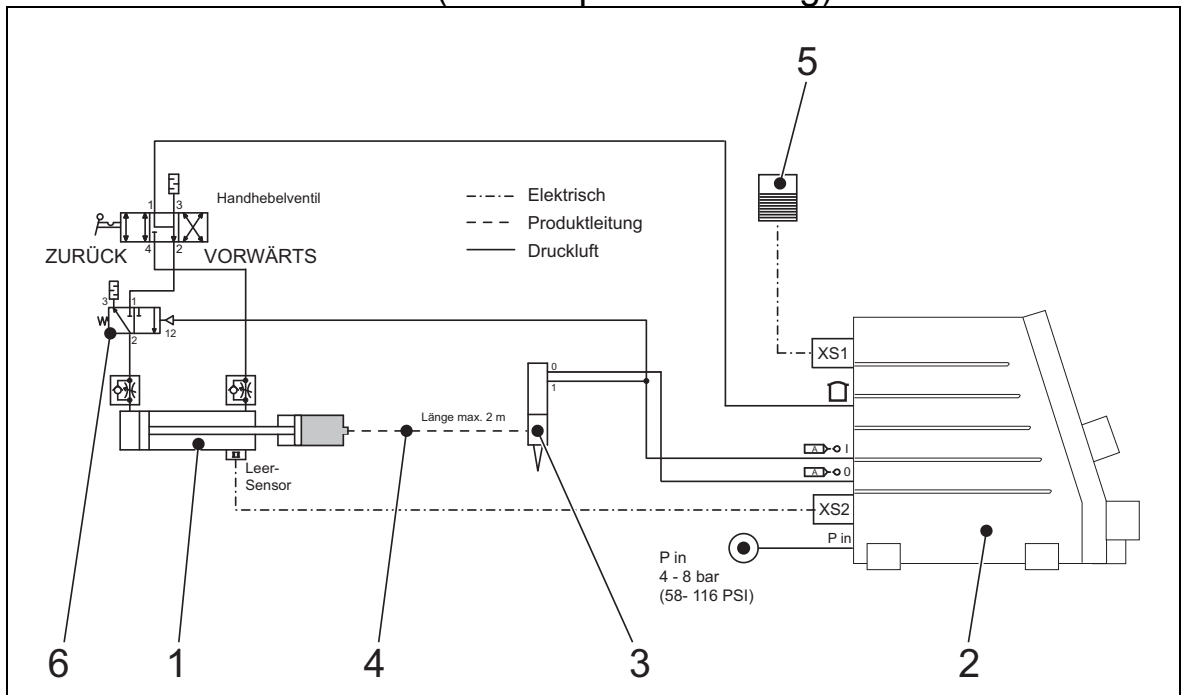 5
1
3
Handhebelventil
Elektrisch
Produktleitung
Druckluft
4
2
ZURÜCK
VORWÄRTS
3
1
2
12
XS1
0
1
Länge max. 2 m
Leer-
Sensor
A
I
A
0
XS2
P in
P in
4 - 8 bar
(58- 116 PSI)
6
1
4
3
2